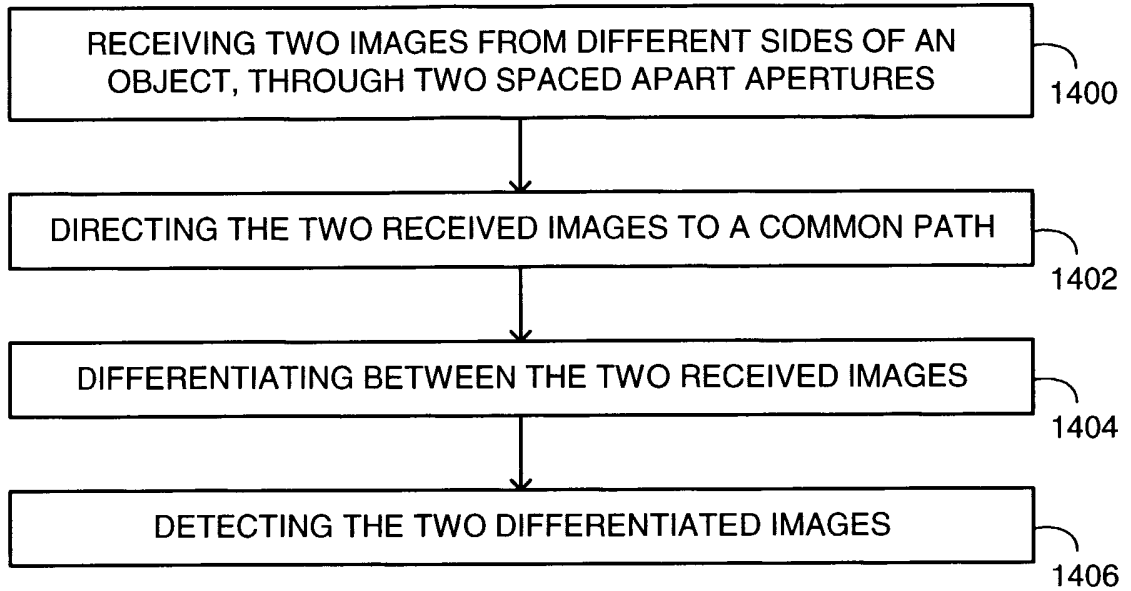 RECEIVING TWO IMAGES FROM DIFFERENT SIDES OF AN
OBJECT, THROUGH TWO SPACED APART APERTURES
1400
DIRECTING THE TWO RECEIVED IMAGES TO A COMMON PATH
1402
DIFFERENTIATING BETWEEN THE TWO RECEIVED IMAGES
1404
DETECTING THE TWO DIFFERENTIATED IMAGES
1406